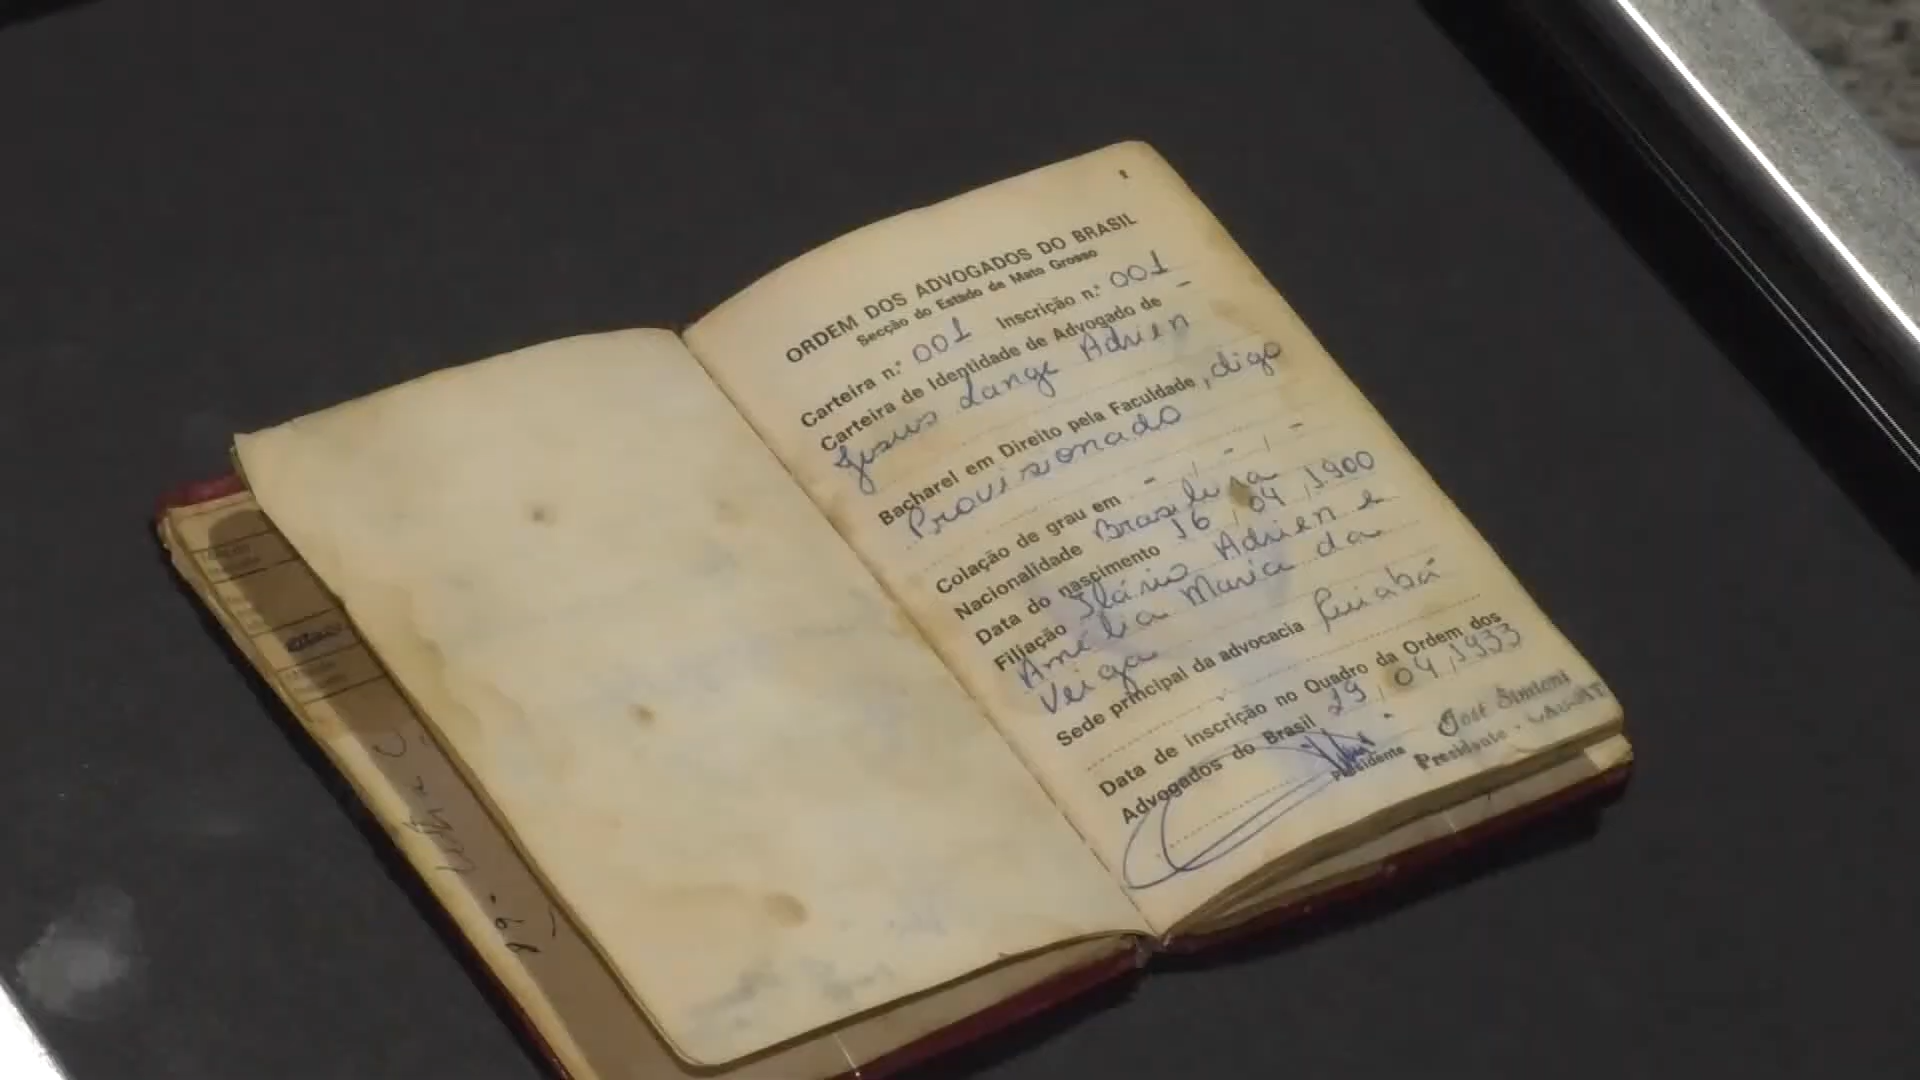 1
ORDEM DOS ADVOGADOS DO BRASIL
Secção do Estado de Mato Grosso
Carteira n.º 001 Inscrição n.º 001
Carteira de Identidade de Advogado de -
Jesus Lange Adrien
Bacharel em Direito pela Faculdade, digo
Provisionado
Colação de grau em - / - / -
Nacionalidade Brasileira
Data do nascimento 16 / 04 / 1900
Filiação Ilário Adrien e
Amélia Maria da
Veiga
Sede principal da advocacia Cuiabá
Data de inscrição no Quadro da Ordem dos
Advogados do Brasil 29 / 04 / 1933
Presidente
José Simioni
Presidente -